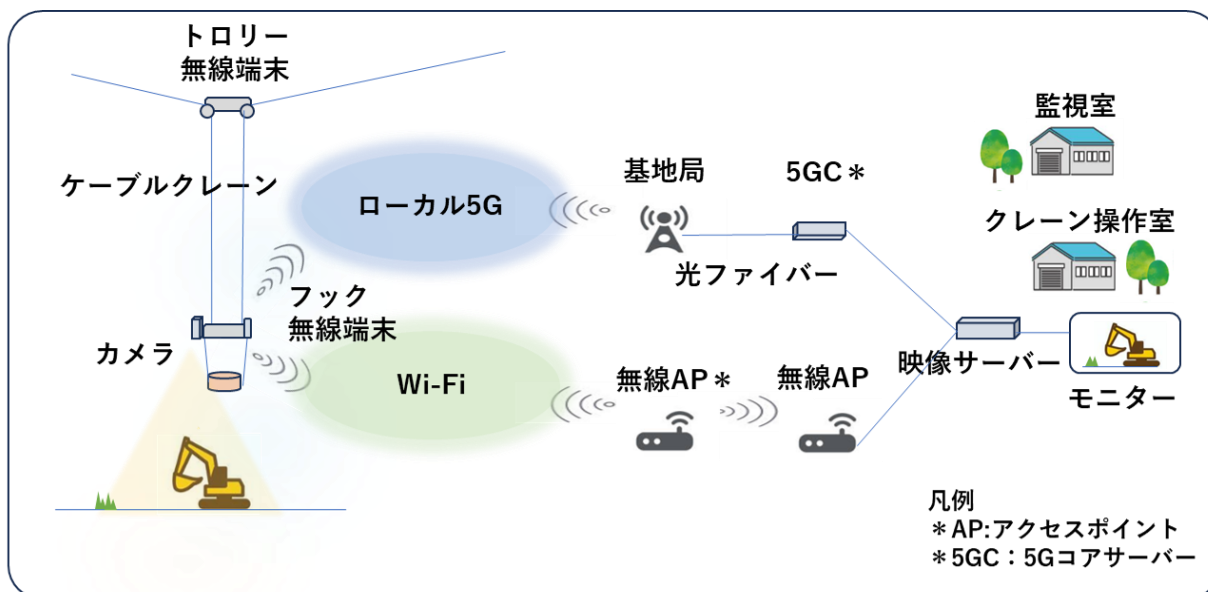 トロリー
無線端末
監視室
ケーブルクレーン
ローカル5G
基地局
5GC＊
クレーン操作室
光ファイバー
フック
無線端末
カメラ
Wi-Fi
無線AP＊
無線AP
映像サーバー
モニター
凡例
＊AP:アクセスポイント
＊5GC：5Gコアサーバー